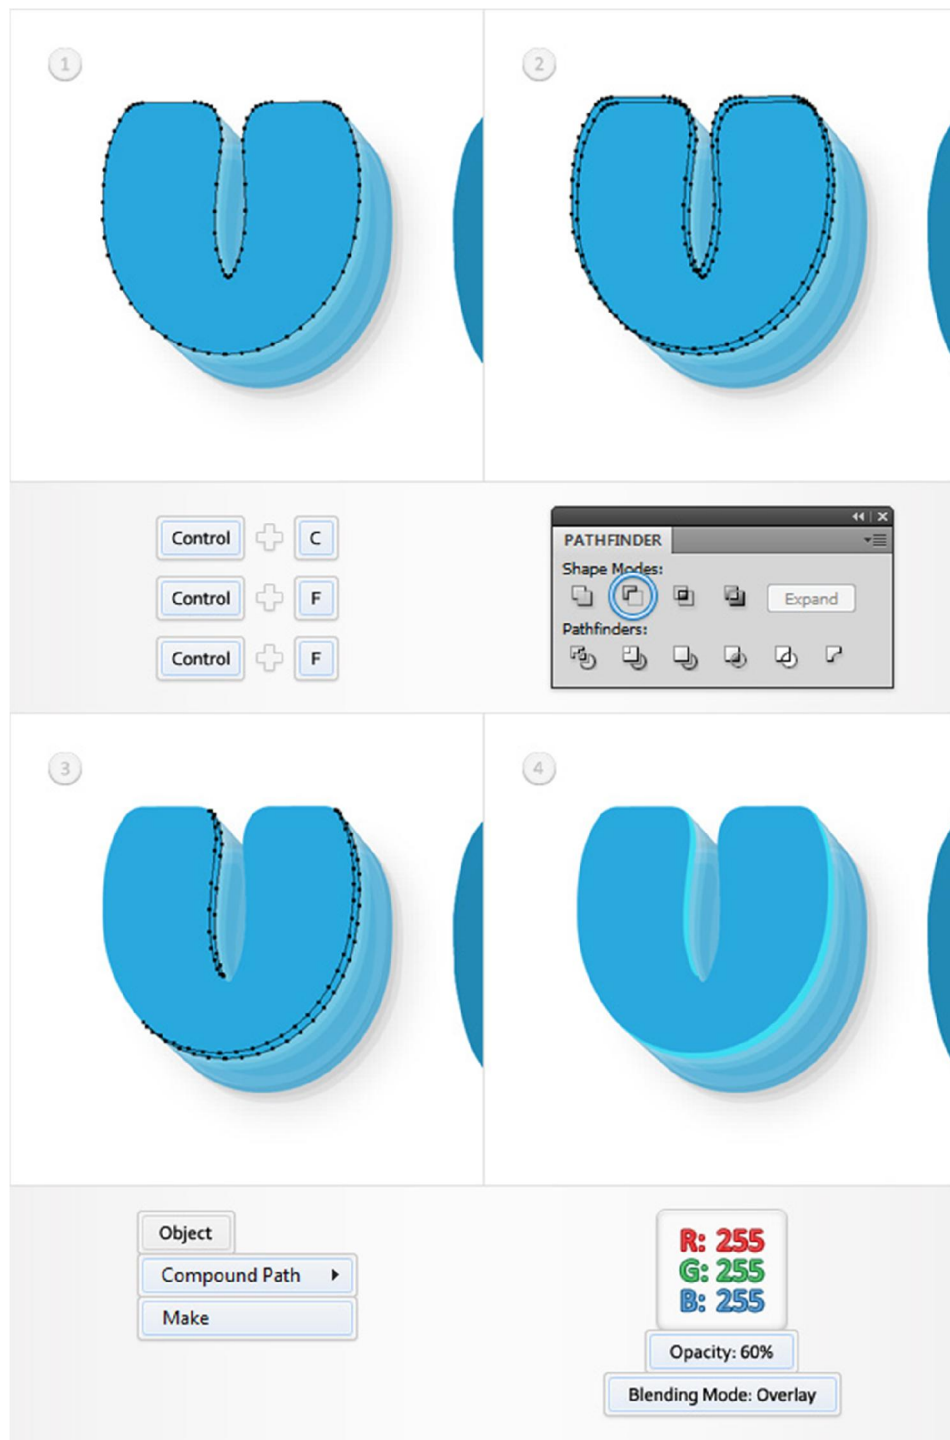 1
2
Control C
Control F
Control F
PATHFINDER
Shape Modes:
Expand
Pathfinders:
3
4
Object
Compound Path
Make
R: 255
G: 255
B: 255
Opacity: 60%
Blending Mode: Overlay